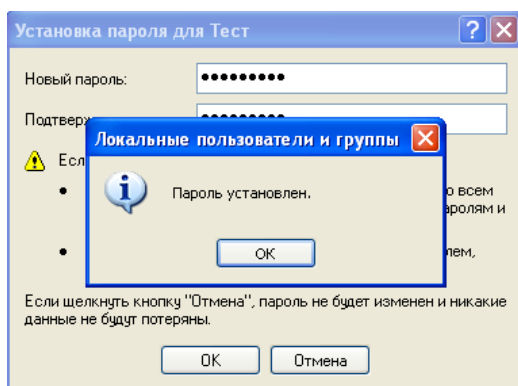 Установка пароля для Тест
Новый пароль:
Подтверж
Локальные пользователи и группы
Есл
Пароль установлен.
о всем
аролям и
OK
лем,
Если щелкнуть кнопку "Отмена", пароль не будет изменен и никакие
данные не будут потеряны.
OK Отмена